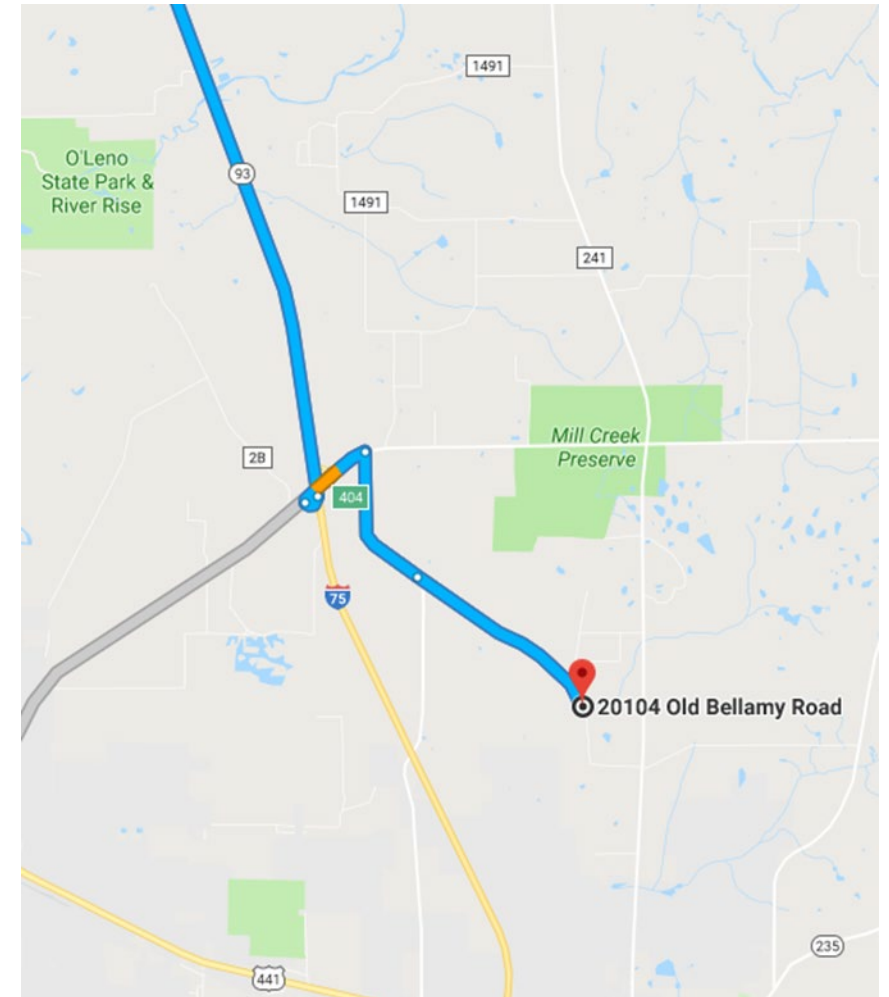 1491
O'Leno
State Park &
River Rise
93
1491
241
Mill Creek
Preserve
2B
404
75
20104 Old Bellamy Road
235
441